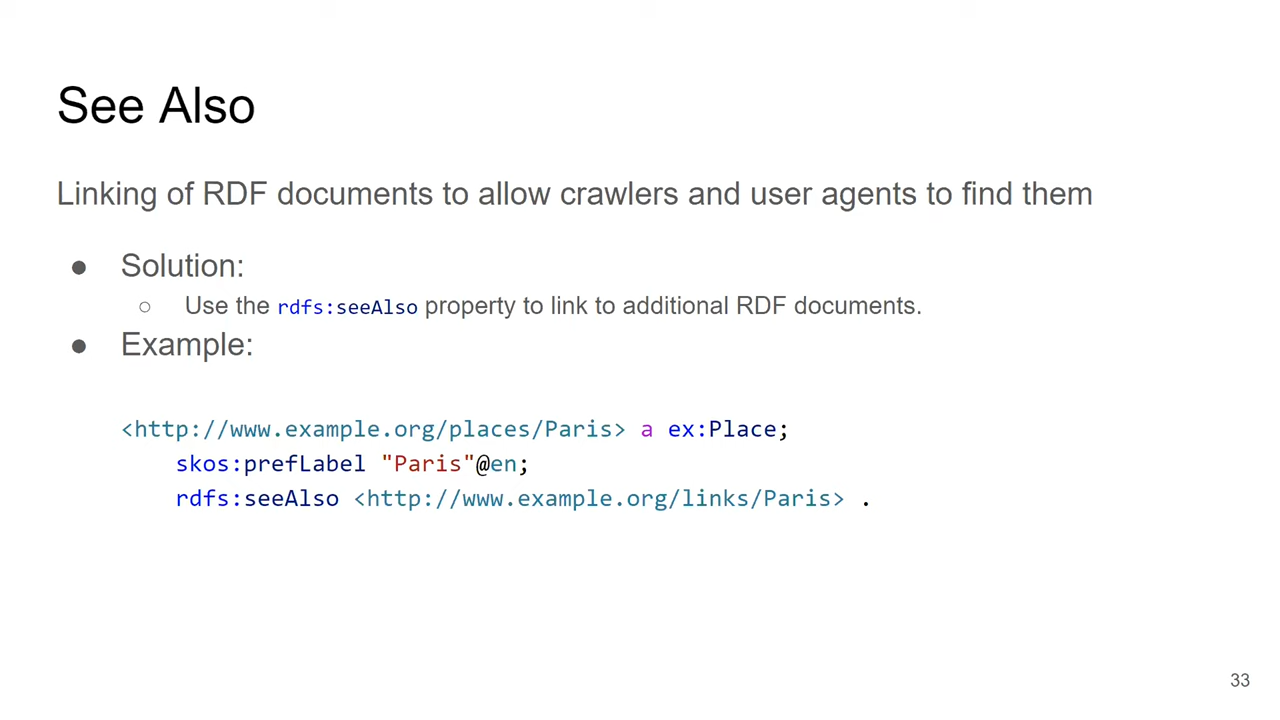 See Also
Linking of RDF documents to allow crawlers and user agents to find them
● Solution:
○ Use the rdfs:seeAlso property to link to additional RDF documents.
● Example:
<http://www.example.org/places/Paris> a ex:Place;
skos:prefLabel "Paris"@en;
rdfs:seeAlso <http://www.example.org/links/Paris> .
33